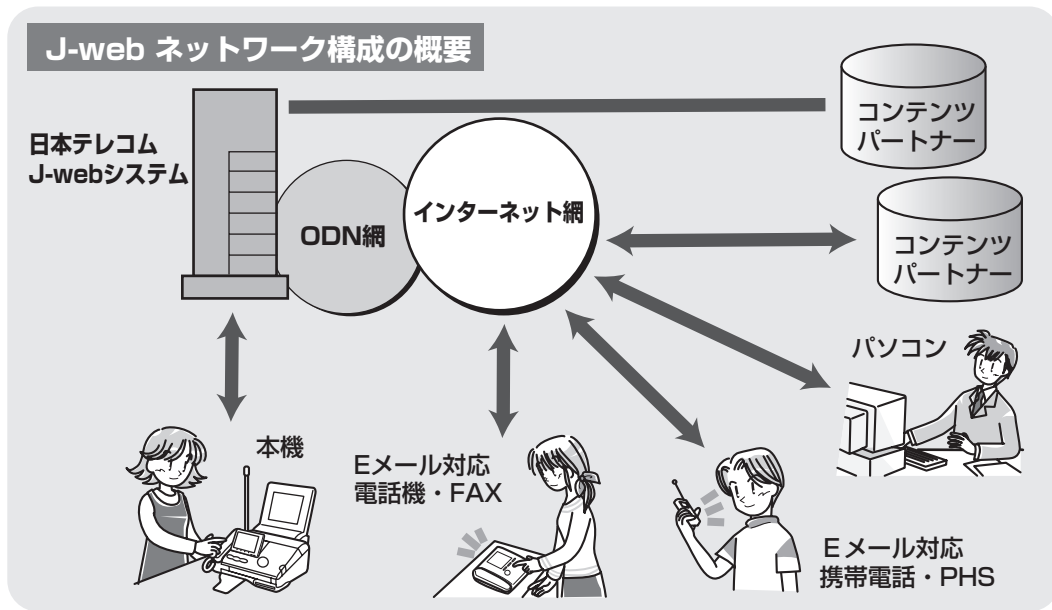 J-web ネットワーク構成の概要
日本テレコム
J-webシステム
ODN網
インターネット網
コンテンツ
パートナー
コンテンツ
パートナー
パソコン
本機
Eメール対応
電話機・FAX
Eメール対応
携帯電話・PHS